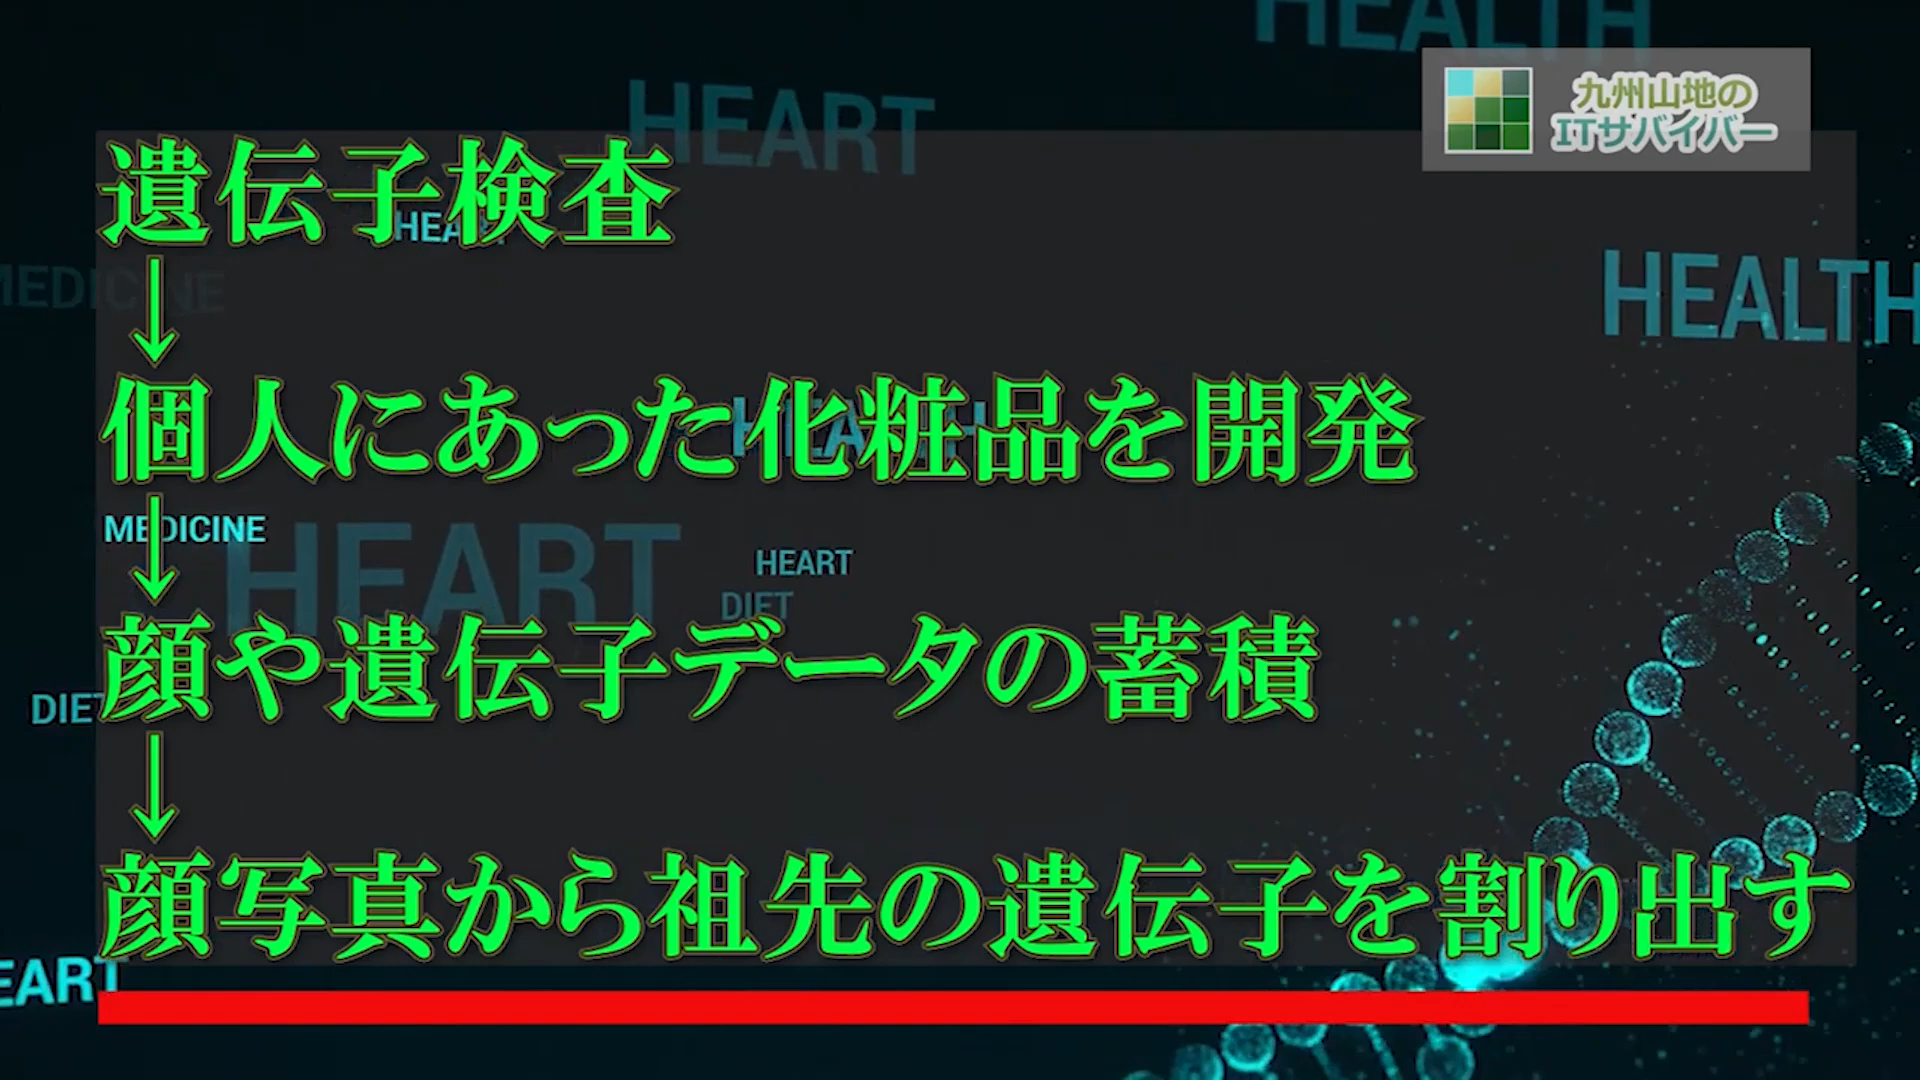 HEALTH
九州山地の
ITサバイバー
HEART
遺伝子検査
HEART
HEALTH
MEDICINE
↓
個人にあった化粧品を開発
HEALTH
↓
MEDICINE
HEART
HEART
DIET
顔や遺伝子データの蓄積
DIET
↓
顔写真から祖先の遺伝子を割り出す
EART